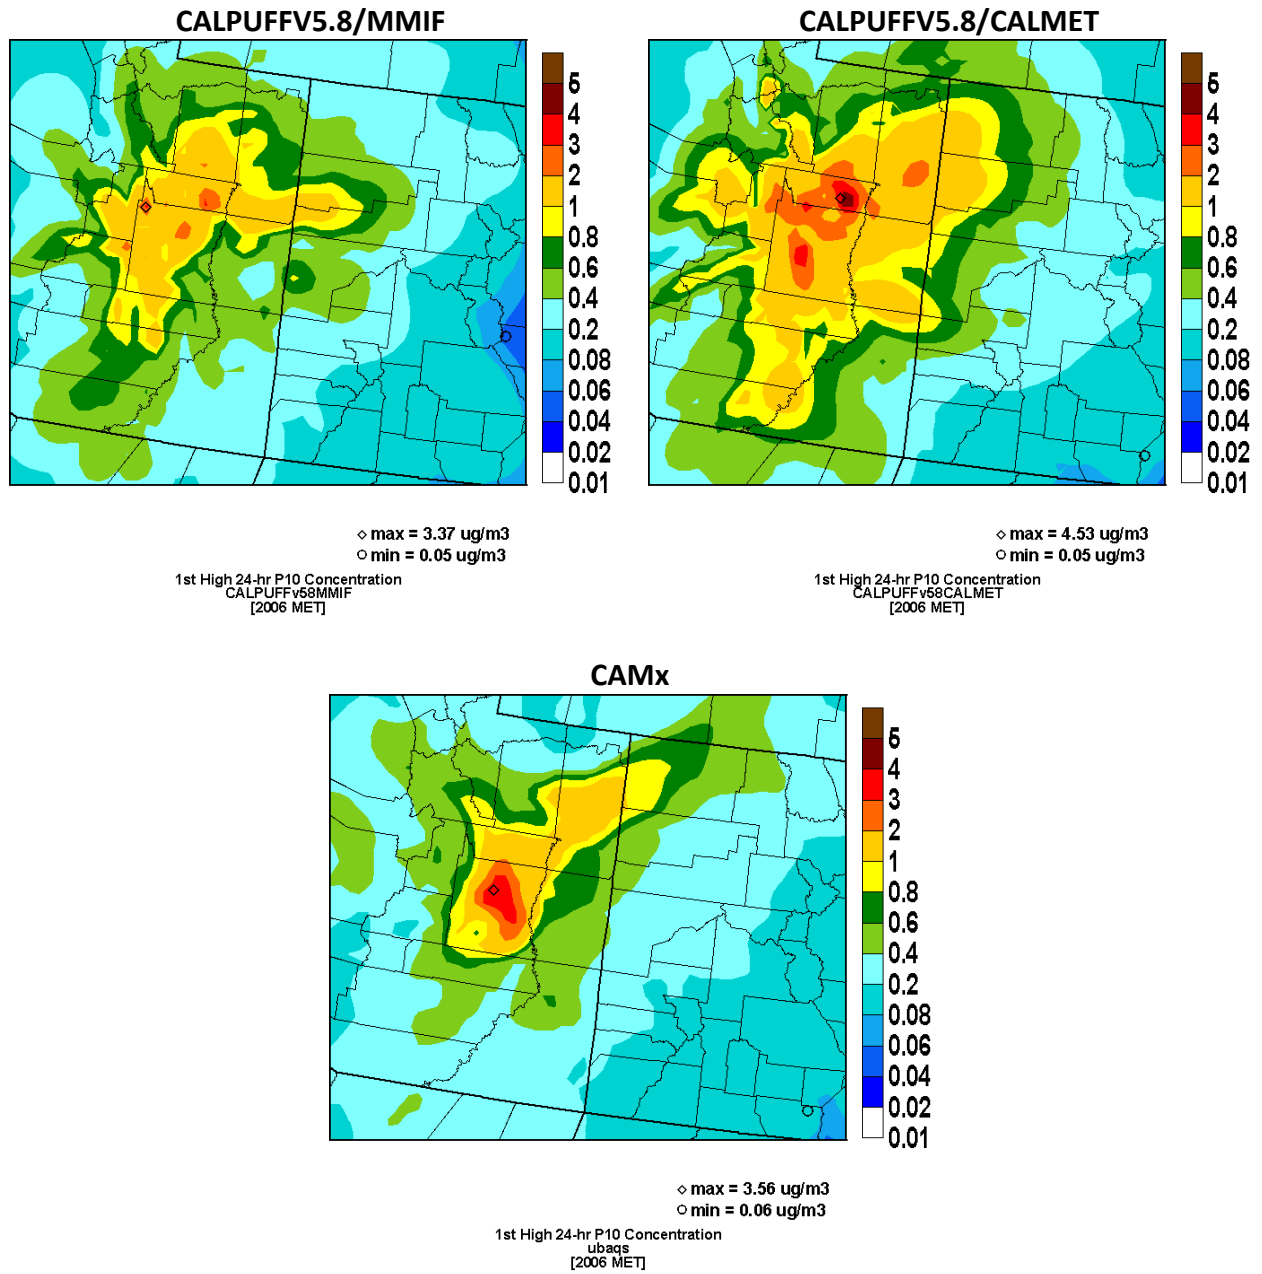 CALPUFFV5.8/MMIF
5
4
3
2
1
0.8
0.6
0.4
0.2
0.08
0.06
0.04
0.02
0.01
max = 3.37 ug/m3
min = 0.05 ug/m3
1st High 24-hr P10 Concentration
CALPUFFv58MMIF
[2006 MET]
CALPUFFV5.8/CALMET
5
4
3
2
1
0.8
0.6
0.4
0.2
0.08
0.06
0.04
0.02
0.01
max = 4.53 ug/m3
min = 0.05 ug/m3
1st High 24-hr P10 Concentration
CALPUFFv58CALMET
[2006 MET]
CAMx
5
4
3
2
1
0.8
0.6
0.4
0.2
0.08
0.06
0.04
0.02
0.01
max = 3.56 ug/m3
min = 0.06 ug/m3
1st High 24-hr P10 Concentration
ubaqs
[2006 MET]